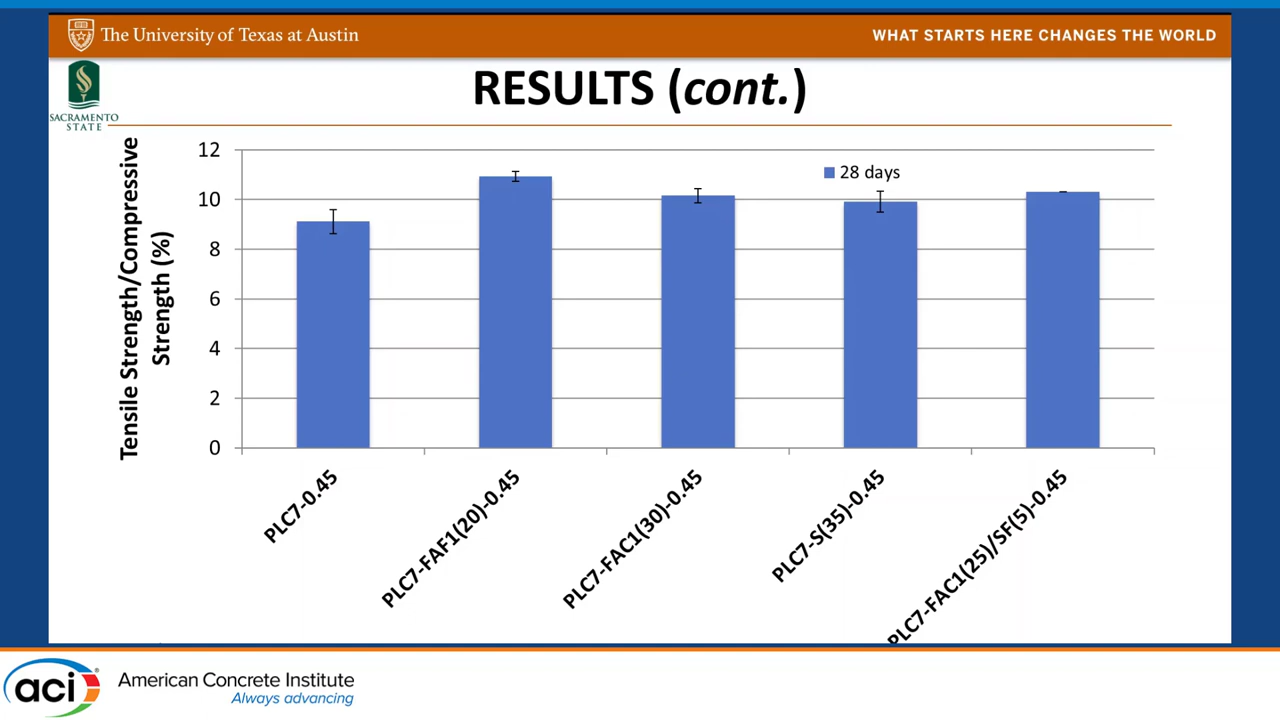 The University of Texas at Austin
WHAT STARTS HERE CHANGES THE WORLD
SACRAMENTO
STATE
RESULTS (cont.)
Tensile Strength/Compressive
Strength (%)
12
10
8
6
4
2
0
28 days
PLC7-0.45
PLC7-FAF1(20)-0.45
PLC7-FAC1(30)-0.45
PLC7-S(35)-0.45
PLC7-FAC1(25)/SF(5)-0.45
aci®
American Concrete Institute
Always advancing